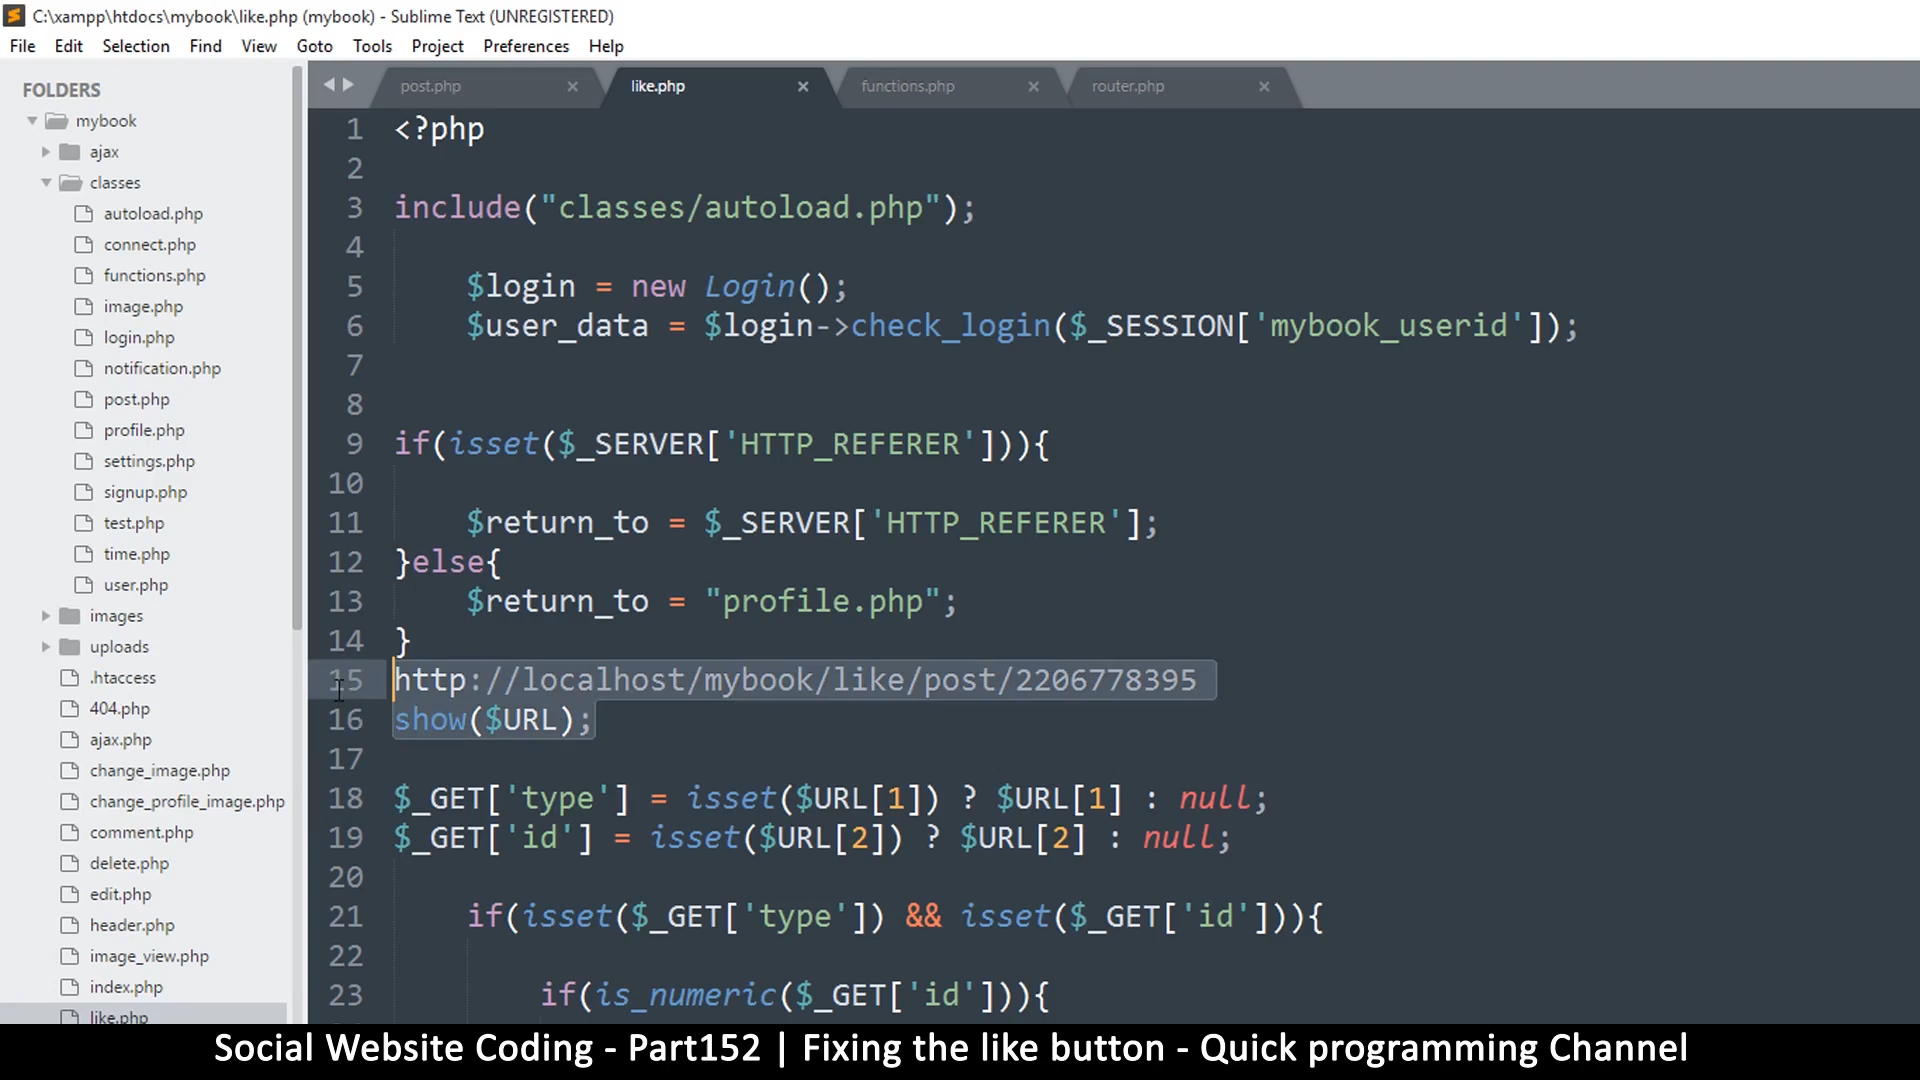 C:\xampp\htdocs\mybook\like.php (mybook) - Sublime Text (UNREGISTERED)
File Edit Selection Find View Goto Tools Project Preferences Help
FOLDERS
mybook
ajax
classes
autoload.php
connect.php
functions.php
image.php
login.php
notification.php
post.php
profile.php
settings.php
signup.php
test.php
time.php
user.php
images
uploads
.htaccess
404.php
ajax.php
change_image.php
change_profile_image.php
comment.php
delete.php
edit.php
header.php
image_view.php
index.php
like.php
post.php like.php functions.php router.php
1 <?php
2
3 include("classes/autoload.php");
4
5 $login = new Login();
6 $user_data = $login->check_login($_SESSION['mybook_userid']);
7
8
9 if(isset($_SERVER['HTTP_REFERER'])){
10
11 $return_to = $_SERVER['HTTP_REFERER'];
12 }else{
13 $return_to = "profile.php";
14 }
15 http://localhost/mybook/like/post/2206778395
16 show($URL);
17
18 $_GET['type'] = isset($URL[1]) ? $URL[1] : null;
19 $_GET['id'] = isset($URL[2]) ? $URL[2] : null;
20
21 if(isset($_GET['type']) && isset($_GET['id'])){
22
23 if(is_numeric($_GET['id'])){
Social Website Coding - Part152 | Fixing the like button - Quick programming Channel